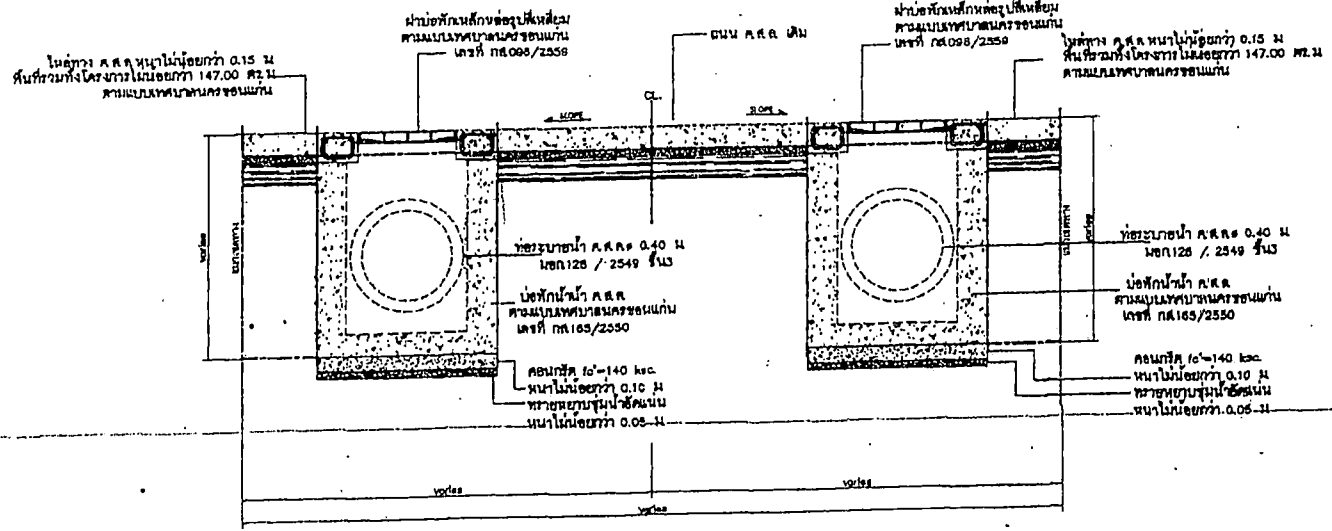 ฝาบ่อพักเหล็กหล่อรูปสี่เหลี่ยม
ตามแบบเทศบาลนครขอนแก่น
เลขที่ กส.098/2559
ไหล่ทาง ค.ส.ล. หนาไม่น้อยกว่า 0.15 ม
พื้นที่รวมทั้งโครงการไม่น้อยกว่า 147.00 ตร.ม
ตามแบบเทศบาลนครขอนแก่น
ถนน ค.ส.ล. เดิม
ฝาบ่อพักเหล็กหล่อรูปสี่เหลี่ยม
ตามแบบเทศบาลนครขอนแก่น
เลขที่ กส.098/2559
ไหล่ทาง ค.ส.ล. หนาไม่น้อยกว่า 0.15 ม
พื้นที่รวมทั้งโครงการไม่น้อยกว่า 147.00 ตร.ม
ตามแบบเทศบาลนครขอนแก่น
CL.
SLOPE
SLOPE
varies
varies
ท่อระบายน้ำ ค.ส.ล.ø 0.40 ม
มอก.128 / 2549 ชั้น3
บ่อพักน้ำ ค.ส.ล
ตามแบบเทศบาลนครขอนแก่น
เลขที่ กส.165/2550
คอนกรีต fc'=140 ksc.
หนาไม่น้อยกว่า 0.10 ม
ทรายหยาบชุ่มน้ำอัดแน่น
หนาไม่น้อยกว่า 0.05 ม
ท่อระบายน้ำ ค.ส.ล.ø 0.40 ม
มอก.128 / 2549 ชั้น3
บ่อพักน้ำ ค.ส.ล
ตามแบบเทศบาลนครขอนแก่น
เลขที่ กส.165/2550
คอนกรีต fc'=140 ksc.
หนาไม่น้อยกว่า 0.10 ม
ทรายหยาบชุ่มน้ำอัดแน่น
หนาไม่น้อยกว่า 0.05 ม
varies
varies
varies